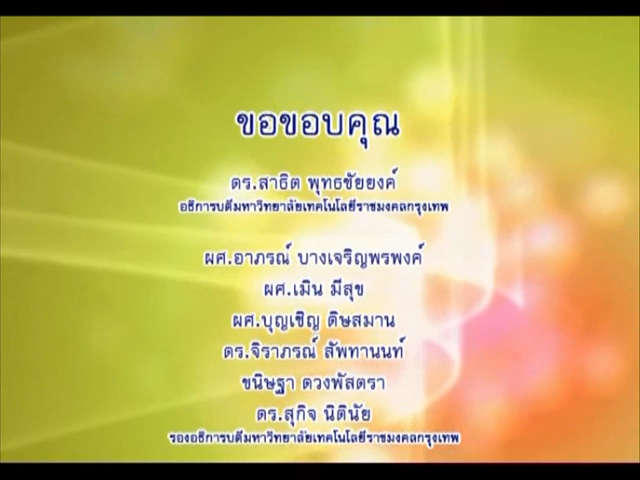 ขอขอบคุณ
ดร.สาธิต พุทธชัยยงค์
อธิการบดีมหาวิทยาลัยเทคโนโลยีราชมงคลกรุงเทพ
ผศ.อาภรณ์ บางเจริญพรพงค์
ผศ.เมิน มีสุข
ผศ.บุญเชิญ ดิษสมาน
ดร.จิราภรณ์ สัพทานนท์
ขนิษฐา ดวงพัสตรา
ดร.สุกิจ นิตินัย
รองอธิการบดีมหาวิทยาลัยเทคโนโลยีราชมงคลกรุงเทพ